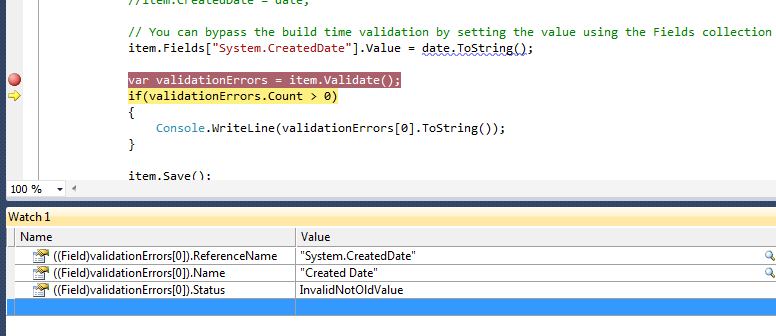 //item.CreatedDate = date;
// You can bypass the build time validation by setting the value using the Fields collection
item.Fields["System.CreatedDate"].Value = date.ToString();
var validationErrors = item.Validate();
if(validationErrors.Count > 0)
{
Console.WriteLine(validationErrors[0].ToString());
}
item.Save();
100 %
Watch 1
Name Value
((Field)validationErrors[0]).ReferenceName "System.CreatedDate"
((Field)validationErrors[0]).Name "Created Date"
((Field)validationErrors[0]).Status InvalidNotOldValue